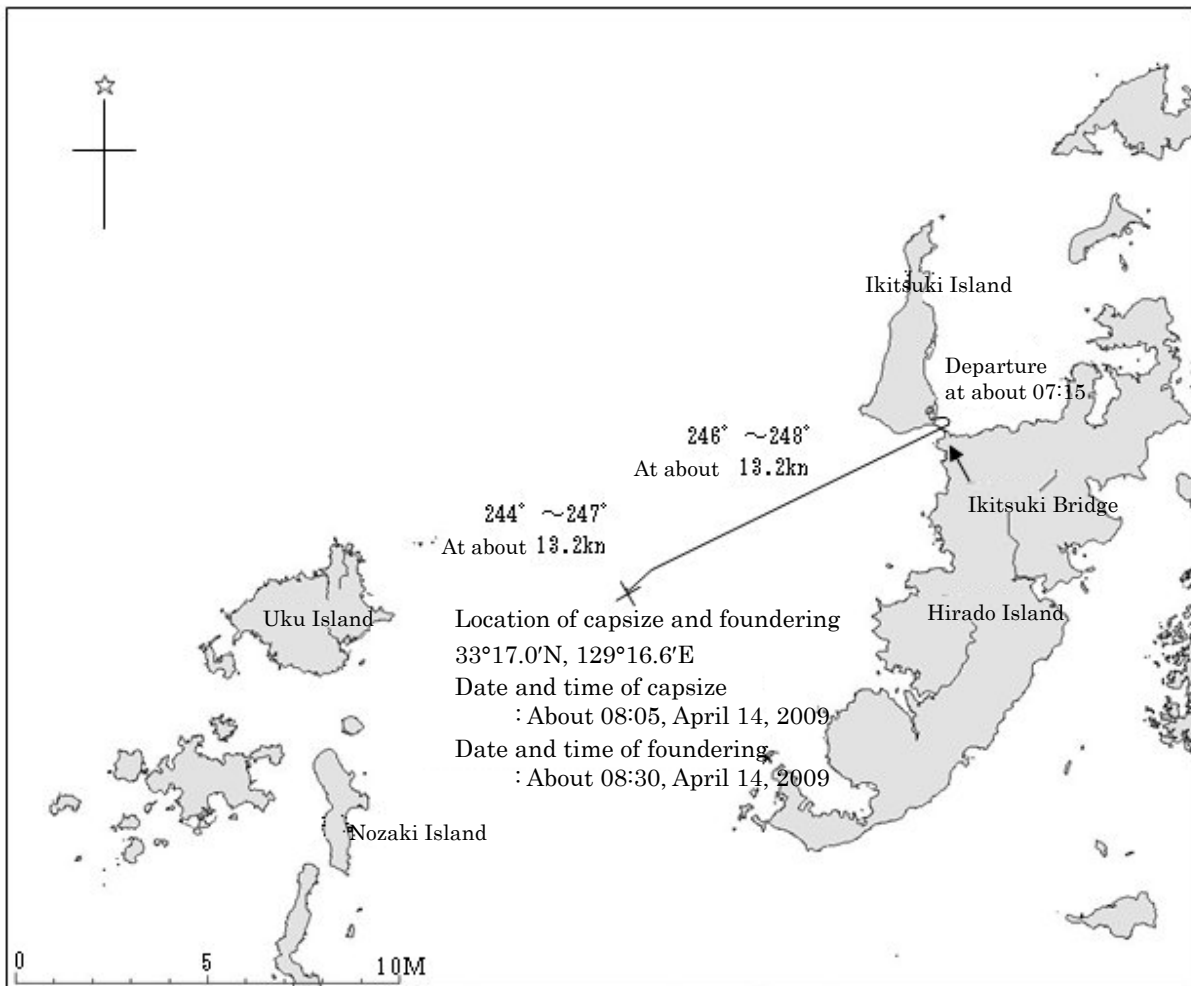 Ikitsuki Island
Departure
at about 07:15
246° ～248°
At about 13.2kn
244° ～247°
At about 13.2kn
Ikitsuki Bridge
Uku Island
Location of capsize and foundering
Hirado Island
33°17.0′N, 129°16.6′E
Date and time of capsize
: About 08:05, April 14, 2009
Date and time of foundering
: About 08:30, April 14, 2009
Nozaki Island
0 5 10M